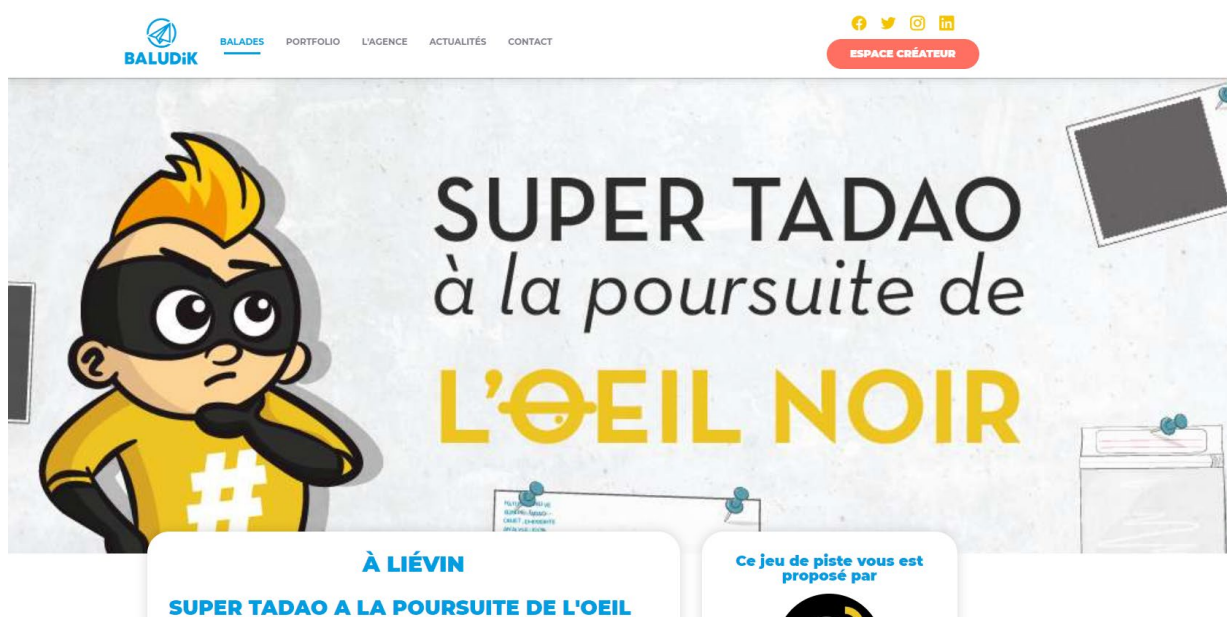 BALUDiK
BALADES PORTFOLIO L'AGENCE ACTUALITÉS CONTACT
ESPACE CRÉATEUR
SUPER TADAO
à la poursuite de
L'OEIL NOIR
#
À LIÉVIN
SUPER TADAO A LA POURSUITE DE L'OEIL
Ce jeu de piste vous est
proposé par